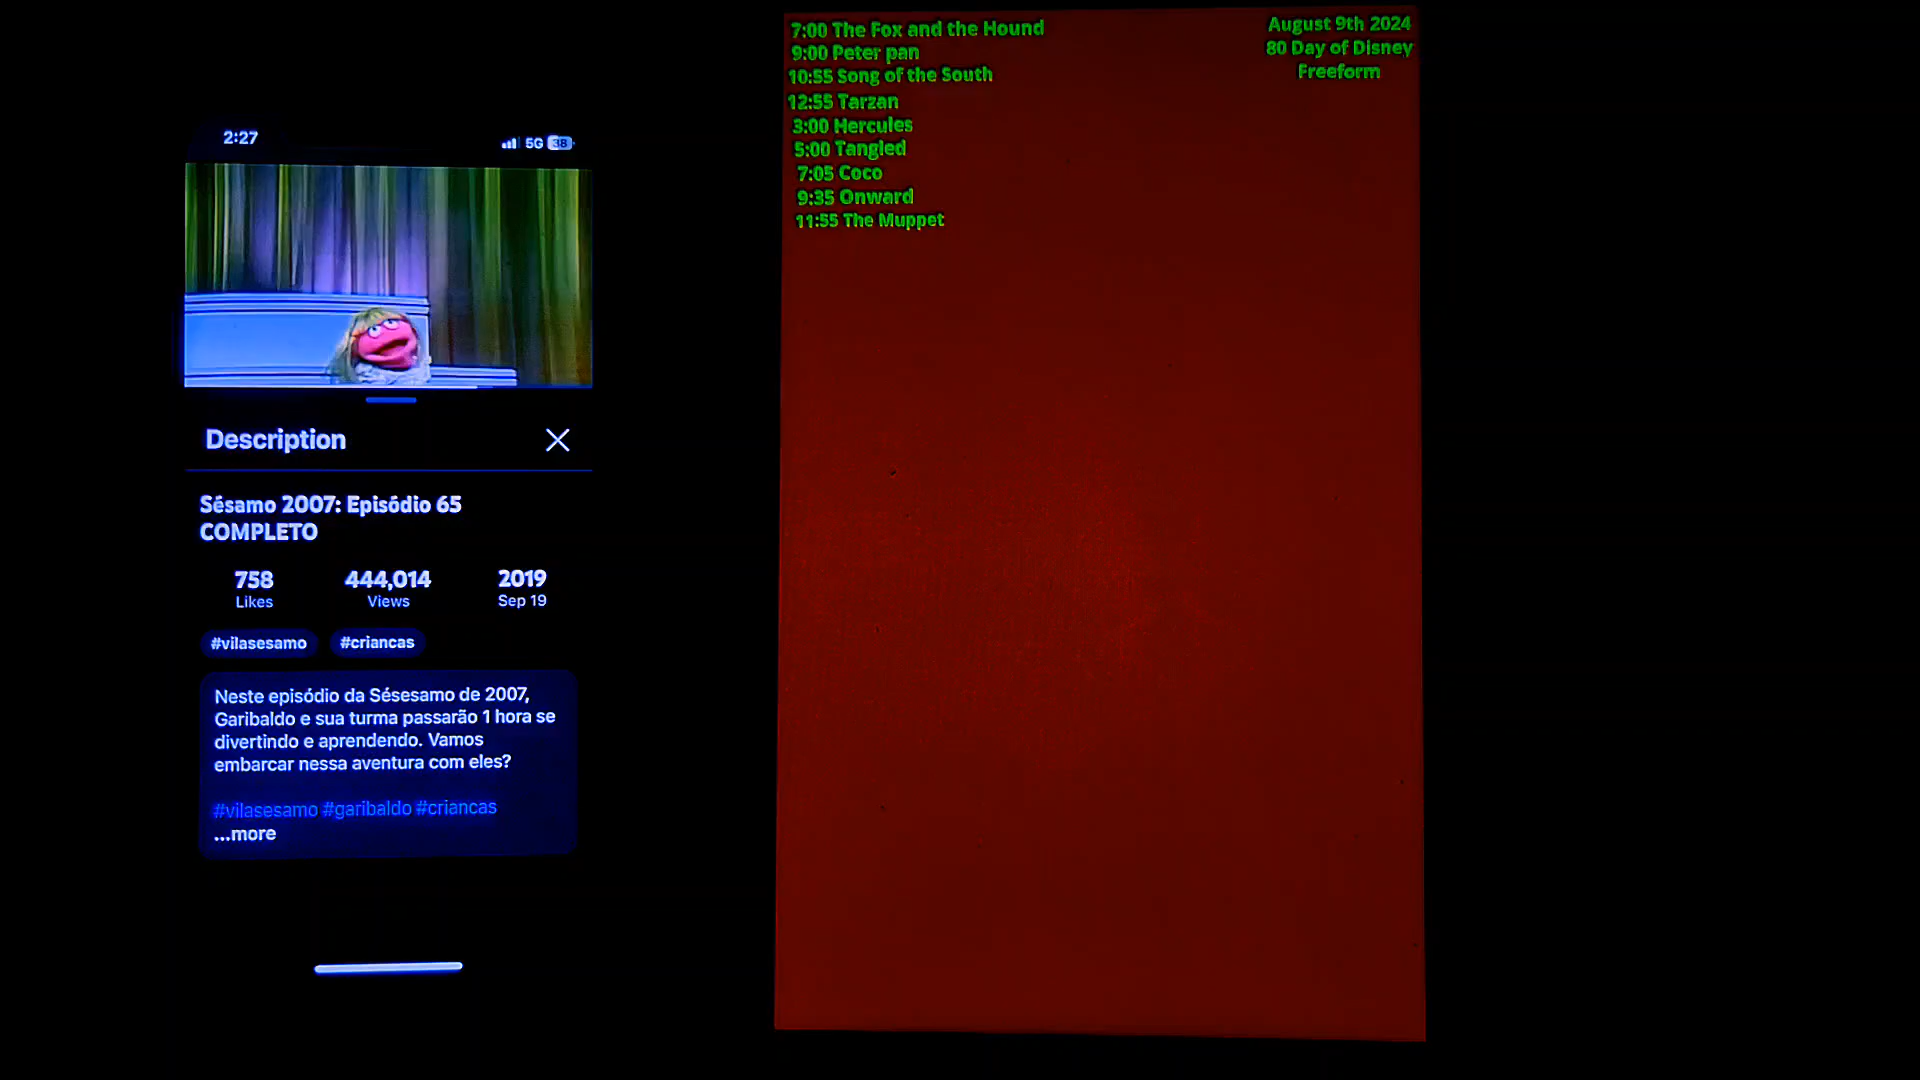 2:27
5G 38
Description
Sésamo 2007: Episódio 65
COMPLETO
758
Likes
444,014
Views
2019
Sep 19
#vilasesamo #criancas
Neste episódio da Sésesamo de 2007,
Garibaldo e sua turma passarão 1 hora se
divertindo e aprendendo. Vamos
embarcar nessa aventura com eles?
#vilasesamo #garibaldo #criancas
...more
7:00 The Fox and the Hound
9:00 Peter pan
10:55 Song of the South
12:55 Tarzan
3:00 Hercules
5:00 Tangled
7:05 Coco
9:35 Onward
11:55 The Muppet
August 9th 2024
80 Day of Disney
Freeform